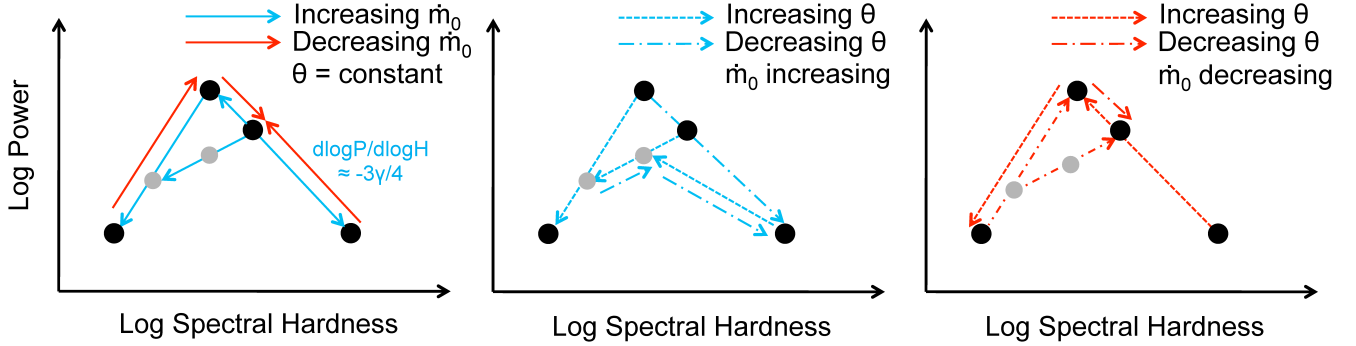 Increasing ṁ₀
Decreasing ṁ₀
θ = constant
dlogP/dlogH
≈ -3γ/4
Log Power
Log Spectral Hardness
Increasing θ
Decreasing θ
ṁ₀ increasing
Log Spectral Hardness
Increasing θ
Decreasing θ
ṁ₀ decreasing
Log Spectral Hardness